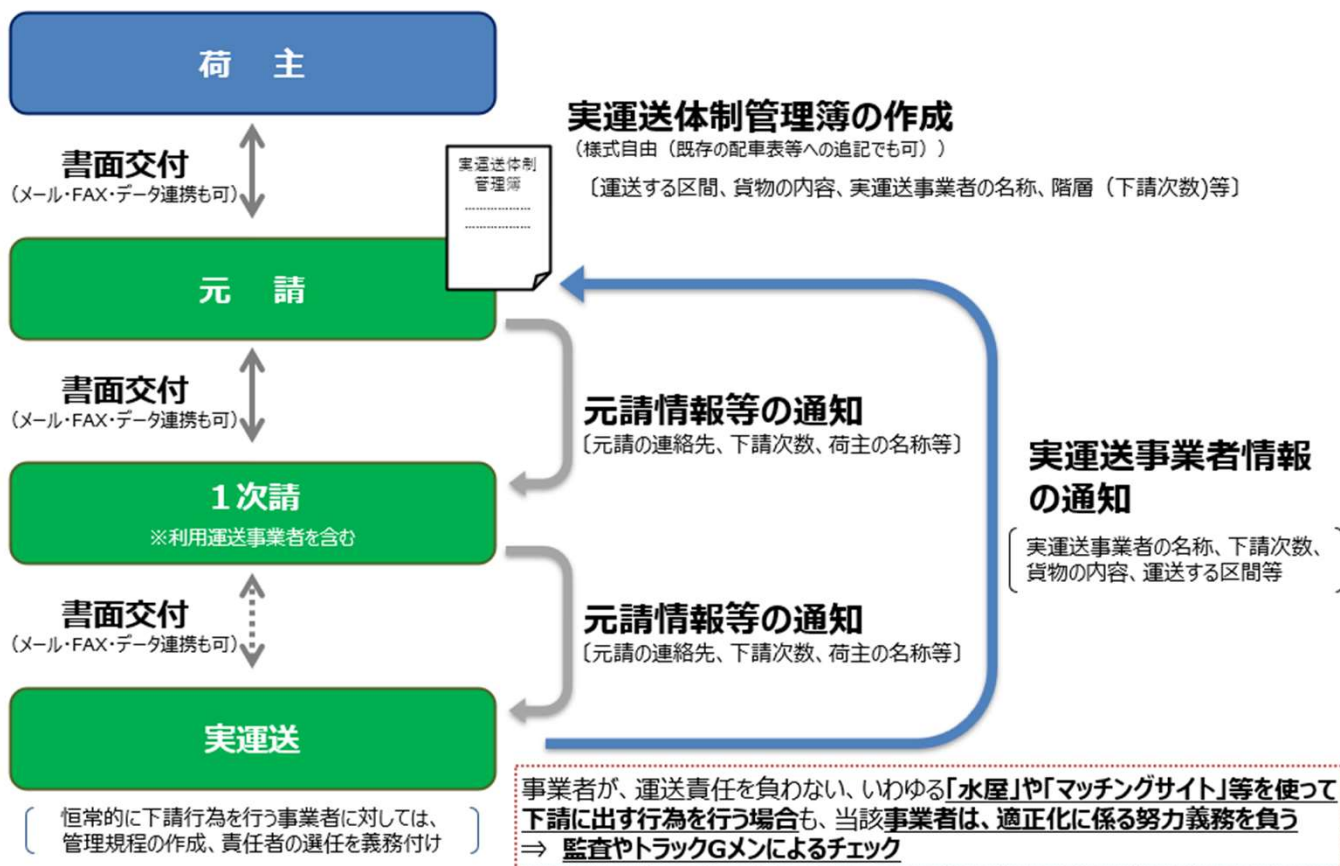 荷 主
書面交付
(メール・FAX・データ連携も可)
実運送体制
管理簿
実運送体制管理簿の作成
(様式自由(既存の配車表等への追記でも可))
〔運送する区間、貨物の内容、実運送事業者の名称、階層(下請次数)等〕
元 請
書面交付
(メール・FAX・データ連携も可)
元請情報等の通知
〔元請の連絡先、下請次数、荷主の名称等〕
1次請
※利用運送事業者を含む
実運送事業者情報
の通知
実運送事業者の名称、下請次数、
貨物の内容、運送する区間等
書面交付
(メール・FAX・データ連携も可)
元請情報等の通知
〔元請の連絡先、下請次数、荷主の名称等〕
実運送
恒常的に下請行為を行う事業者に対しては、
管理規程の作成、責任者の選任を義務付け
事業者が、運送責任を負わない、いわゆる「水屋」や「マッチングサイト」等を使って
下請に出す行為を行う場合も、当該事業者は、適正化に係る努力義務を負う
⇒ 監査やトラックGメンによるチェック